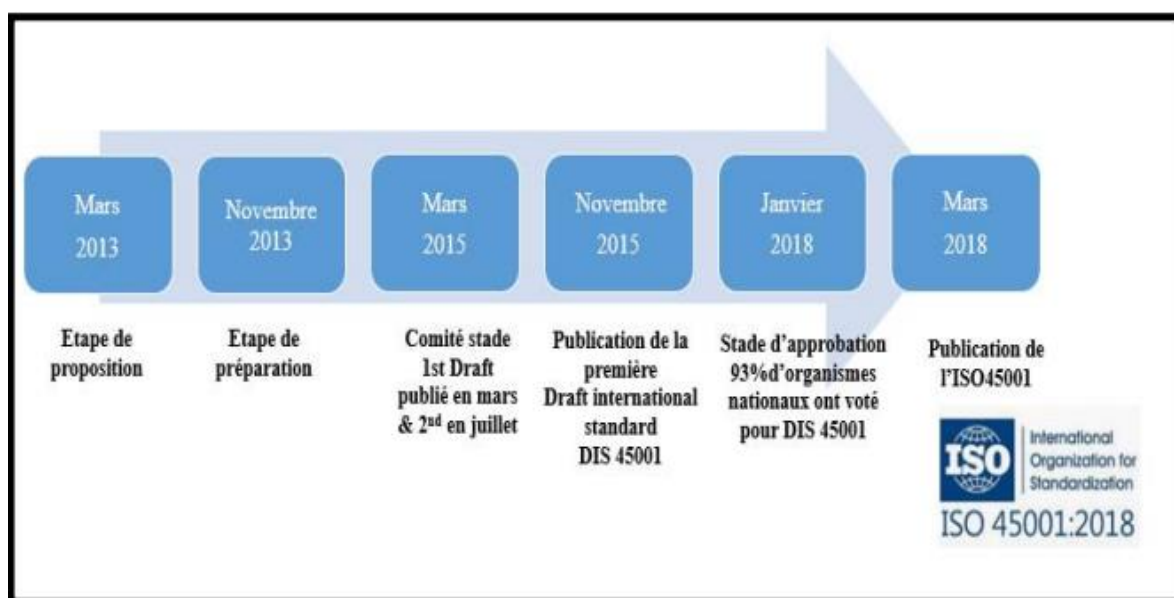 Mars
2013
Novembre
2013
Mars
2015
Novembre
2015
Janvier
2018
Mars
2018
Etape de
proposition
Etape de
préparation
Comité stade
1st Draft
publié en mars
& 2nd en juillet
Publication de la
première
Draft international
standard
DIS 45001
Stade d'approbation
93%d'organismes
nationaux ont voté
pour DIS 45001
Publication de
l'ISO45001
ISO
International
Organization for
Standardization
ISO 45001:2018